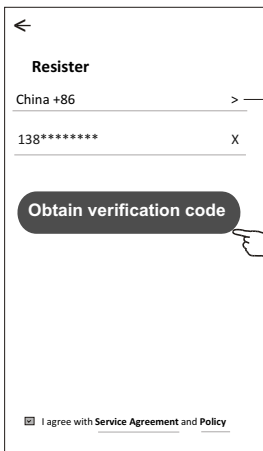 Resister
China +86 >
138******** X
Obtain verification code
I agree with Service Agreement and Policy